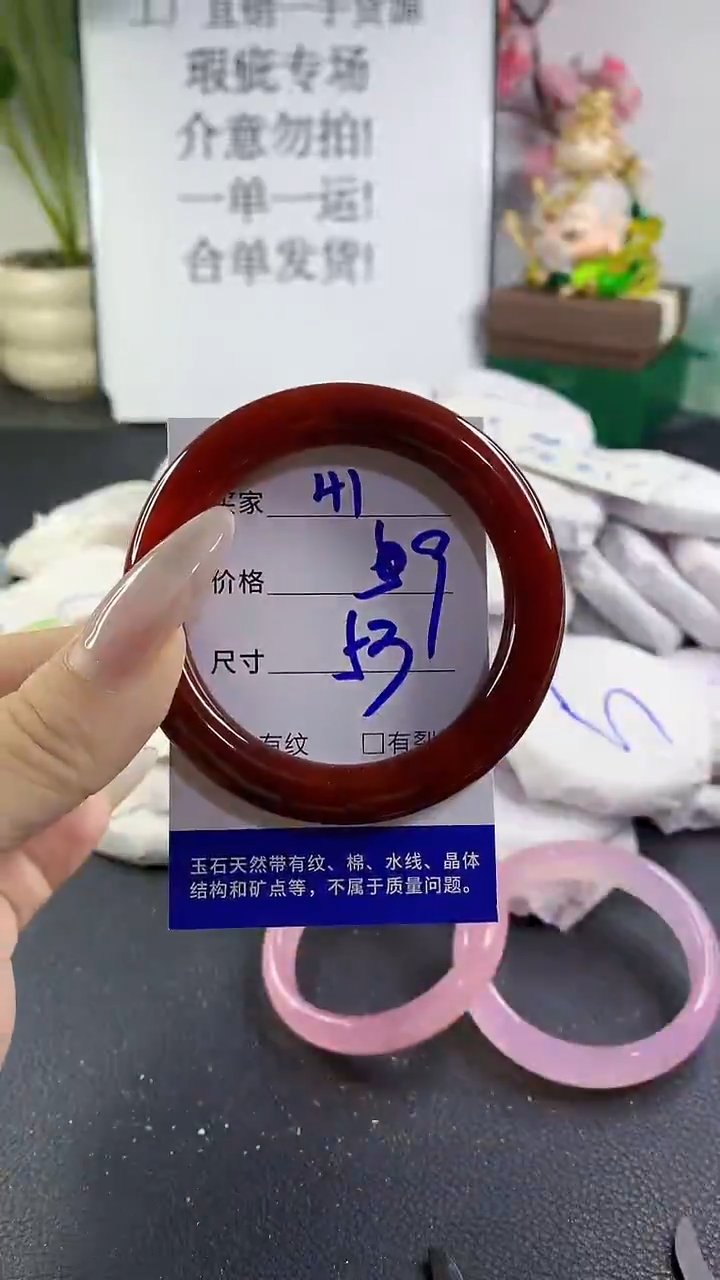 直销一手货源
瑕疵专场
介意勿拍!
一单一运!
合单发货!
买家 41
价格
尺寸 53
有纹 □有裂
玉石天然带有纹、棉、水线、晶体
结构和矿点等，不属于质量问题。